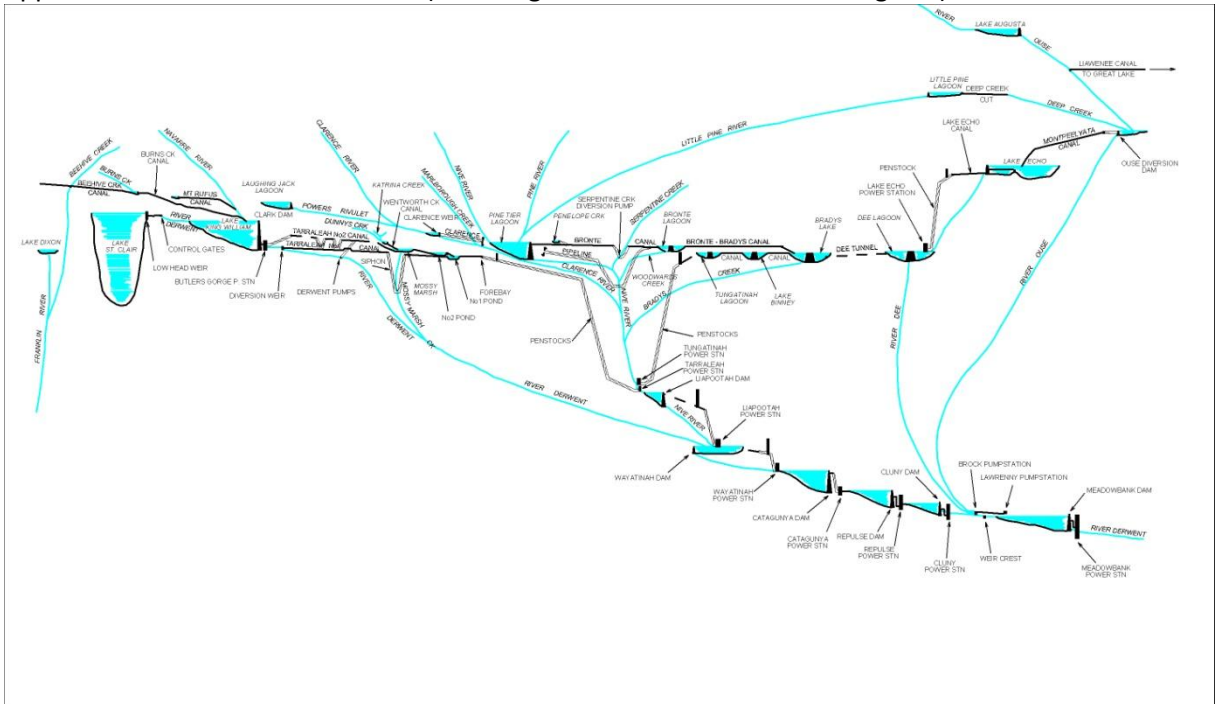 RIVER
LAKE AUGUSTA
OUSE
LIAWENEE CANAL
TO GREAT LAKE
LITTLE PINE
LAGOON
DEEP CREEK
CUT
DEEP CREEK
LITTLE PINE RIVER
LAKE ECHO
CANAL
MONTPEELYATA
CANAL
LAKE ECHO
OUSE DIVERSION
DAM
PENSTOCK
LAKE ECHO
POWER STATION
DEE LAGOON
BEEHIVE CREEK
BURNS CK
BURNS CK
CANAL
NAVARRE RIVER
BEEHIVE CRK
CANAL
MT RUFUS
CANAL
LAUGHING JACK
LAGOON
CLARENCE RIVER
KATRINA CREEK
WENTWORTH CK
CANAL
CLARENCE WEIR
MARLBOROUGH CREEK
NIVE RIVER
PINE RIVER
PINE TIER
LAGOON
PENELOPE CRK
SERPENTINE CRK
DIVERSION PUMP
SERPENTINE CREEK
BRONTE
LAGOON
BRADYS
LAKE
POWERS RIVULET
DUNNYS CRK
CLARENCE
LAKE DIXON
LAKE
ST. CLAIR
RIVER
DERWENT
LAKE
KING WILLIAM
CLARK DAM
TARRALEAH No2 CANAL
TARRALEAH No1
CANAL
BRONTE
CANAL
BRONTE - BRADYS CANAL
DEE TUNNEL
PIPELINE
CLARENCE RIVER
CANAL
CANAL
CONTROL GATES
LOW HEAD WEIR
BUTLERS GORGE P. STN
DIVERSION WEIR
DERWENT PUMPS
SIPHON
MOSSY
MARSH
MOSSY MARSH CK
No2 POND
No1 POND
FOREBAY
WOODWARDS
CREEK
TUNGATINAH
LAGOON
LAKE
BINNEY
BRADYS
CREEK
NIVE RIVER
FRANKLIN
RIVER
RIVER
DERWENT
PENSTOCKS
PENSTOCKS
TUNGATINAH
POWER STN
TARRALEAH
POWER STN
LIAPOOTAH DAM
RIVER DERWENT
NIVE RIVER
LIAPOOTAH
POWER STN
RIVER DEE
RIVER OUSE
WAYATINAH DAM
WAYATINAH
POWER STN
CATAGUNYA DAM
CATAGUNYA
POWER STN
REPULSE DAM
REPULSE
POWER STN
CLUNY DAM
CLUNY
POWER STN
BROCK PUMPSTATION
LAWRENNY PUMPSTATION
WEIR CREST
MEADOWBANK DAM
RIVER DERWENT
MEADOWBANK
POWER STN